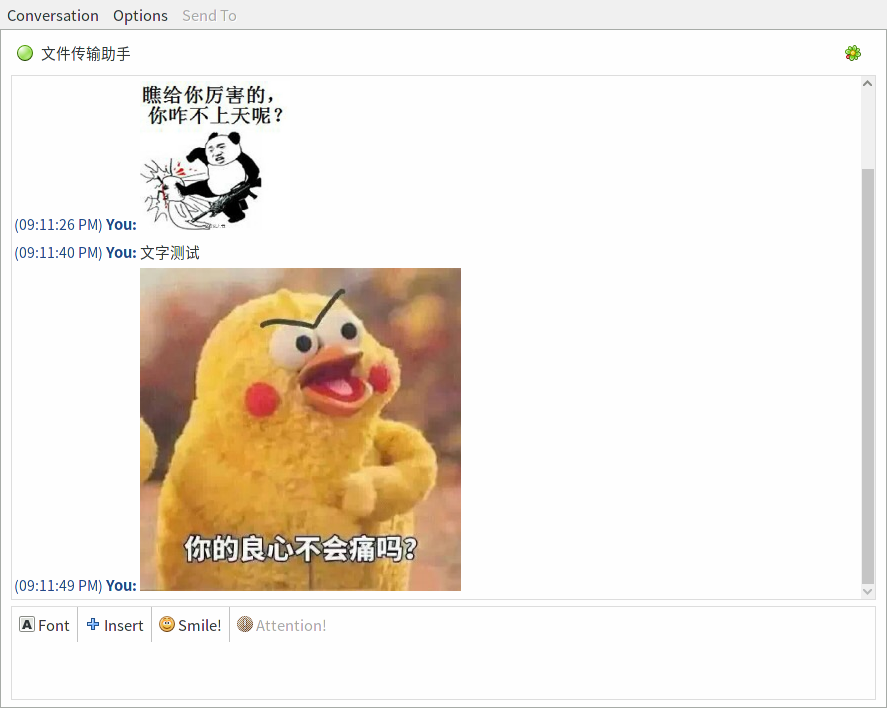 Conversation Options Send To
文件传输助手
瞧给你厉害的，
你咋不上天呢？
(09:11:26 PM) You:
(09:11:40 PM) You: 文字测试
你的良心不会痛吗？
(09:11:49 PM) You:
Font Insert Smile! Attention!